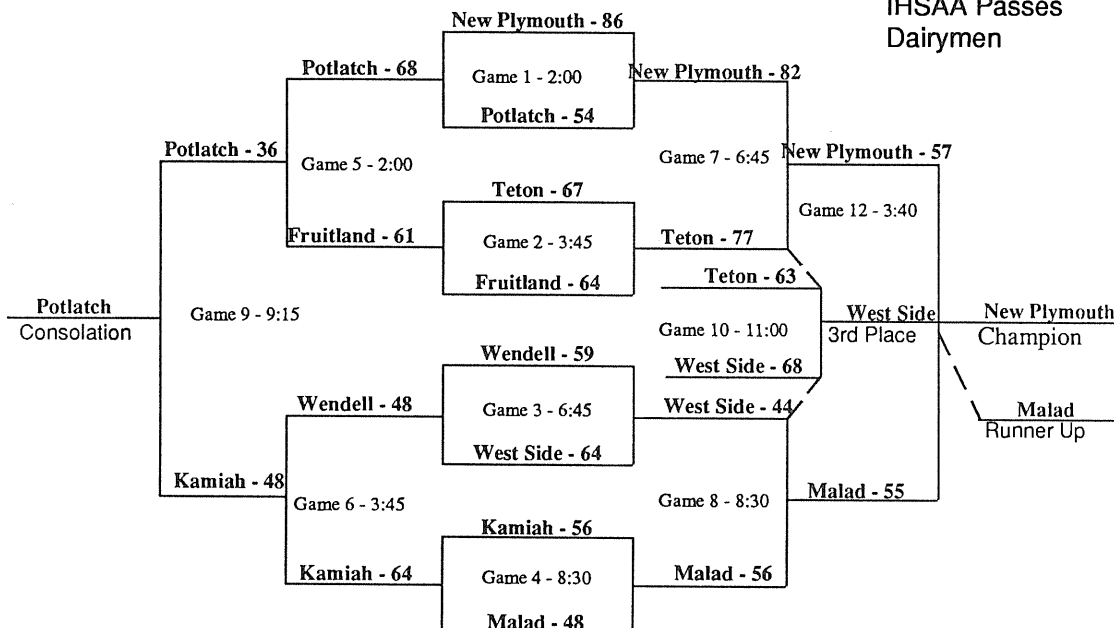 IHSAA Passes
Dairymen
New Plymouth - 86
Potlatch - 68
Game 1 - 2:00
New Plymouth - 82
Potlatch - 54
Potlatch - 36
Game 5 - 2:00
Game 7 - 6:45
New Plymouth - 57
Teton - 67
Game 12 - 3:40
Fruitland - 61
Game 2 - 3:45
Teton - 77
Fruitland - 64
Teton - 63
Potlatch
Consolation
Game 9 - 9:15
Game 10 - 11:00
West Side
3rd Place
New Plymouth
Champion
Wendell - 59
West Side - 68
Wendell - 48
Game 3 - 6:45
West Side - 44
Malad
Runner Up
West Side - 64
Kamiah - 48
Game 6 - 3:45
Game 8 - 8:30
Malad - 55
Kamiah - 56
Kamiah - 64
Game 4 - 8:30
Malad - 56
Malad - 48